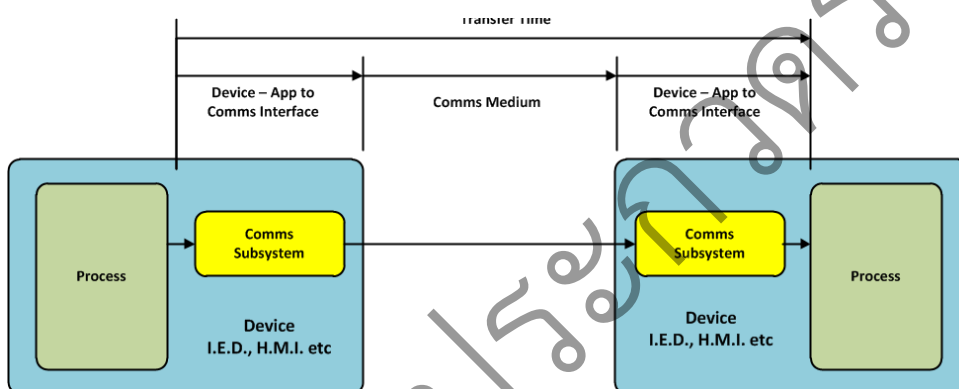 Transfer Time
Device – App to
Comms Interface
Comms Medium
Device – App to
Comms Interface
Comms
Subsystem
Process
Device
I.E.D., H.M.I. etc
Comms
Subsystem
Process
Device
I.E.D., H.M.I. etc